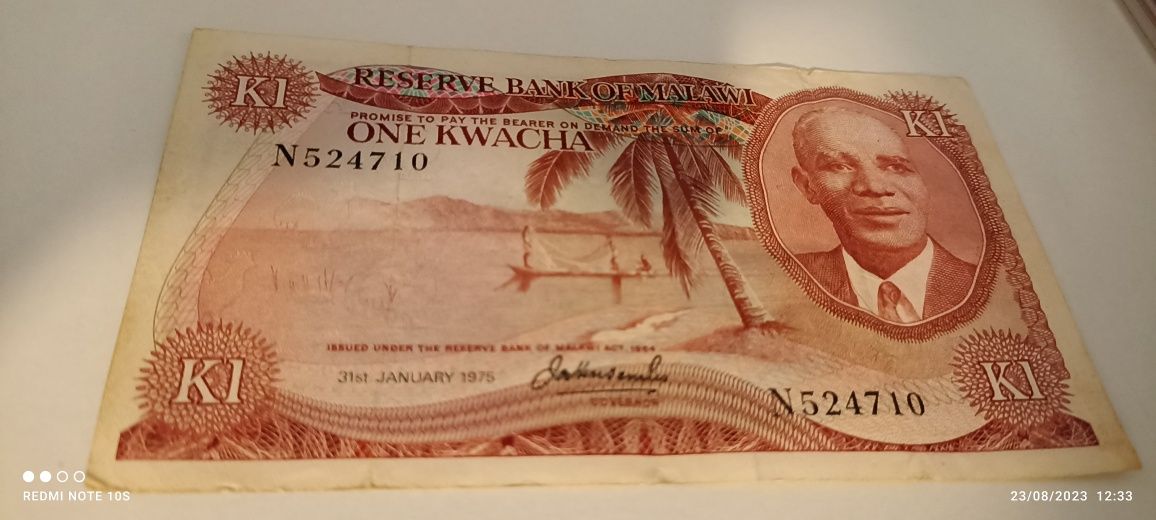 K1
RESERVE BANK OF MALAWI
PROMISE TO PAY THE BEARER ON DEMAND THE SUM OF
ONE KWACHA
N524710
K1
ISSUED UNDER THE RESERVE BANK OF MALAWI ACT, 1964
31st JANUARY 1975
GOVERNOR
K1
N524710
K1
REDMI NOTE 10S
23/08/2023 12:33